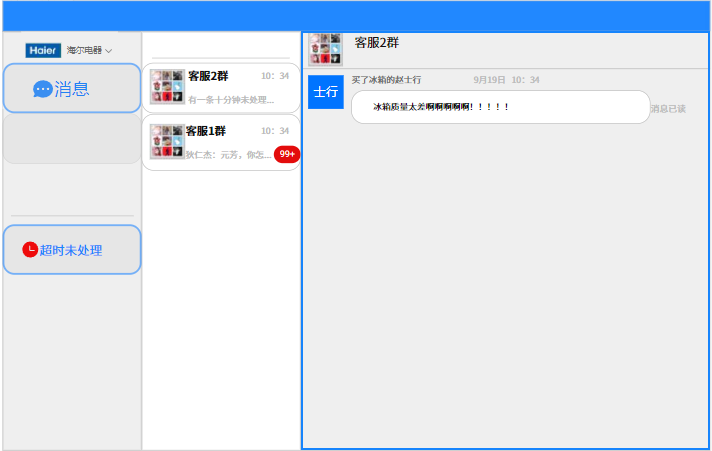 Haier 海尔电器
消息
超时未处理
客服2群 10：34
有一条十分钟未处理...
客服1群 10：34
狄仁杰：元芳，你怎... 99+
客服2群
买了冰箱的赵士行 9月19日 10：34
士行
冰箱质量太差啊啊啊啊啊！！！！！
消息已读